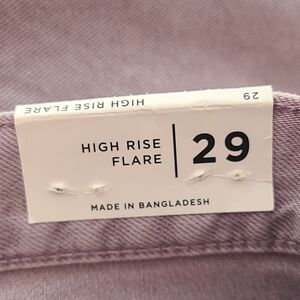 HIGH RISE FLARE 29
HIGH RISE
FLARE
29
MADE IN BANGLADESH